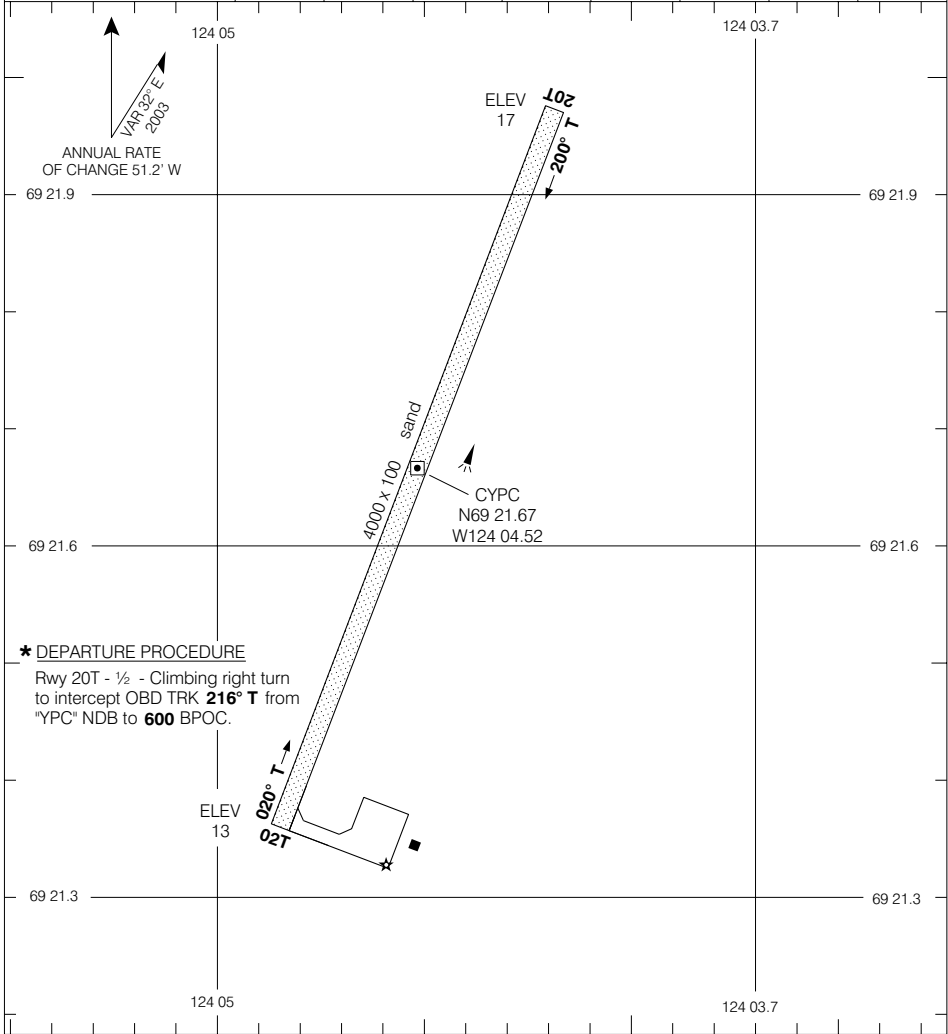 124 05
124 03.7
VAR 32° E
2003
ANNUAL RATE
OF CHANGE 51.2' W
ELEV
17
20T
200° T
69 21.9
69 21.9
sand
4000 x 100
CYPC
N69 21.67
W124 04.52
69 21.6
69 21.6
* DEPARTURE PROCEDURE
Rwy 20T - ½ - Climbing right turn
to intercept OBD TRK 216° T from
"YPC" NDB to 600 BPOC.
020° T
ELEV
13
02T
69 21.3
69 21.3
124 05
124 03.7